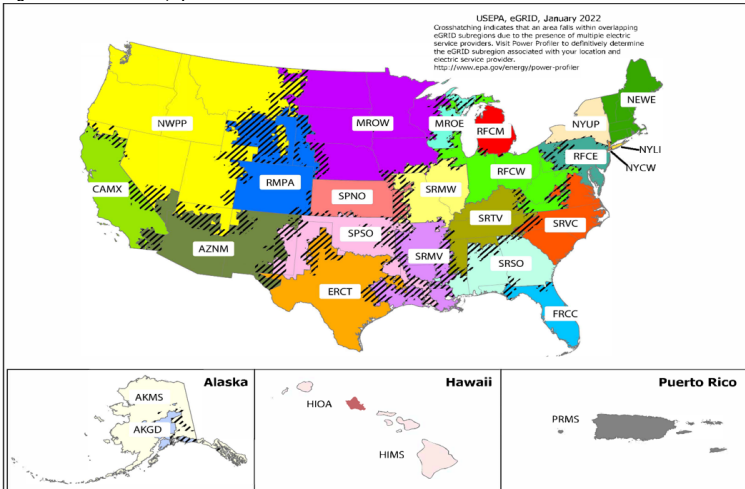 USEPA, eGRID, January 2022
Crosshatching indicates that an area falls within overlapping
eGRID subregions due to the presence of multiple electric
service providers. Visit Power Profiler to definitively determine
the eGRID subregion associated with your location and
electric service provider.
http://www.epa.gov/energy/power-profiler
NEWE
NWPP
MROW
MROE
RFCM
NYUP
NYLI
RFCE
NYCW
CAMX
RMPA
RFCW
SPNO
SRMW
SRTV
SRVC
SPSO
AZNM
SRMV
SRSO
ERCT
FRCC
Alaska
AKMS
AKGD
Hawaii
HIOA
HIMS
Puerto Rico
PRMS